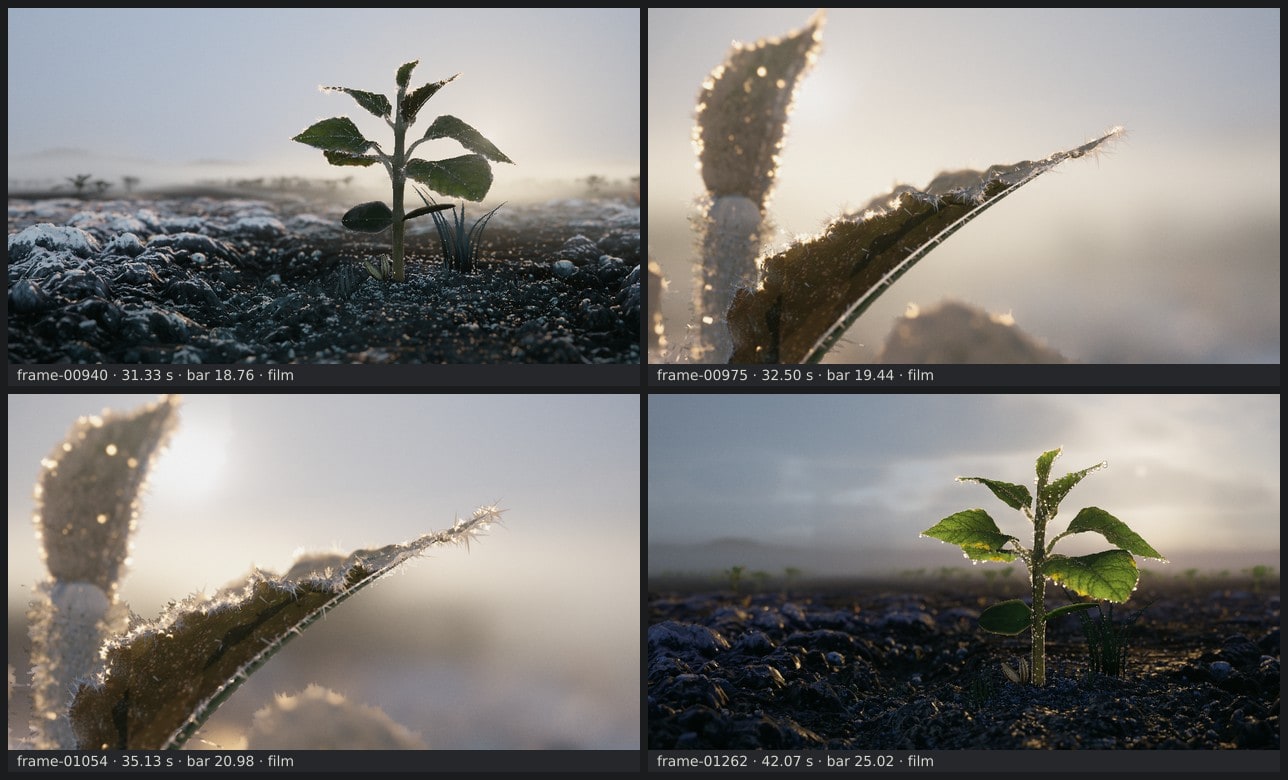 frame-00940 · 31.33 s · bar 18.76 · film
frame-00975 · 32.50 s · bar 19.44 · film
frame-01054 · 35.13 s · bar 20.98 · film
frame-01262 · 42.07 s · bar 25.02 · film